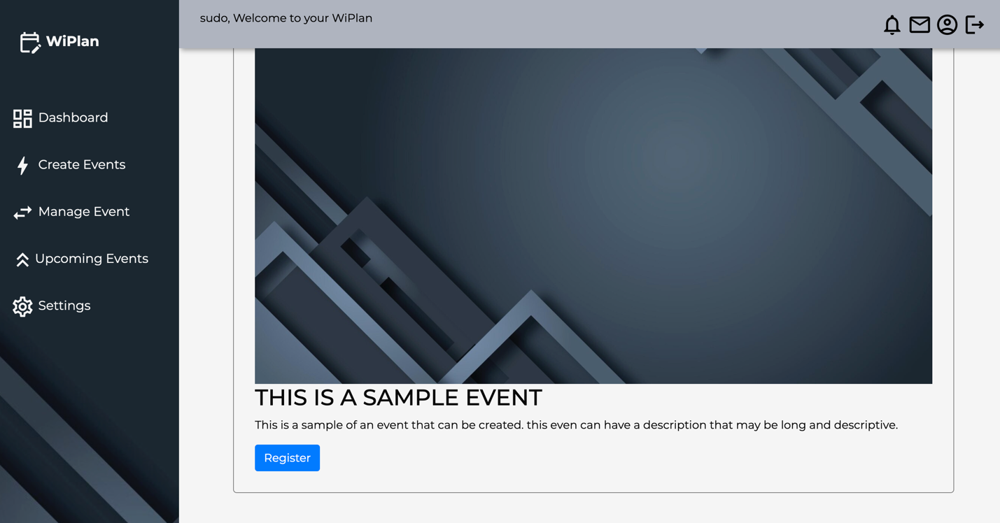 sudo, Welcome to your WiPlan
WiPlan
Dashboard
Create Events
Manage Event
Upcoming Events
Settings
THIS IS A SAMPLE EVENT
This is a sample of an event that can be created. this even can have a description that may be long and descriptive.
Register